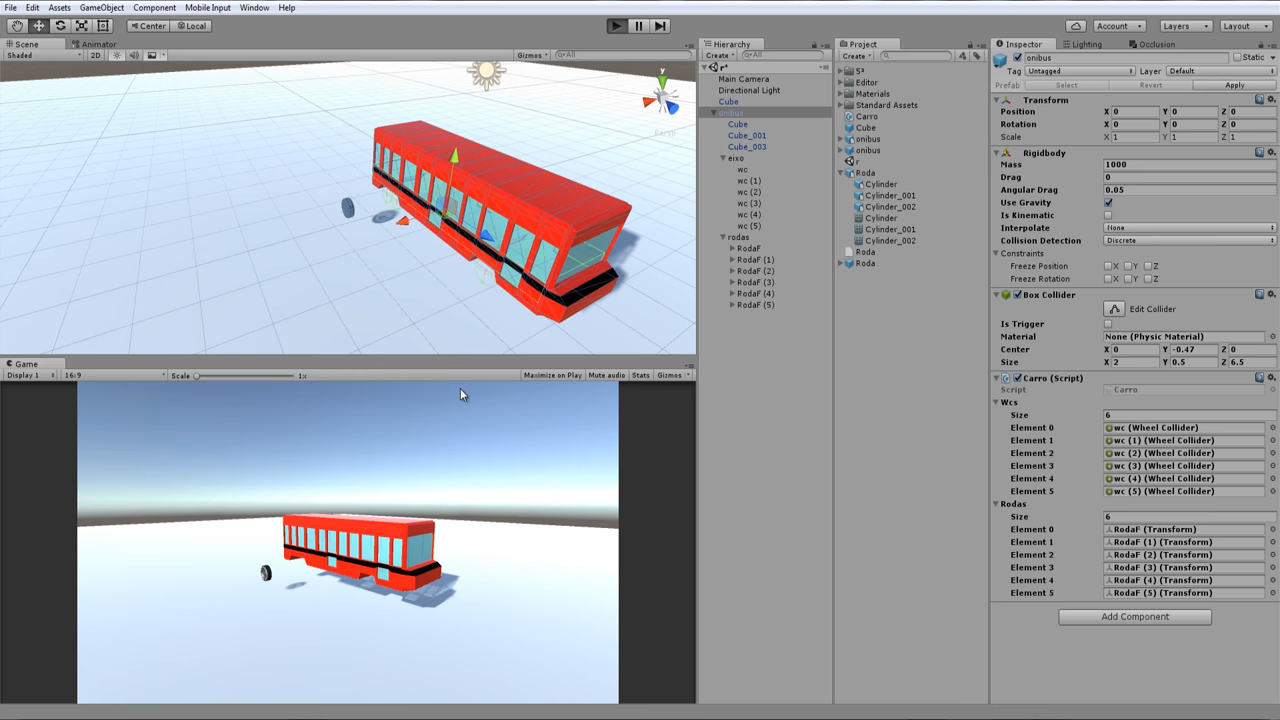 File Edit Assets GameObject Component Mobile Input Window Help
Center Local Account Layers Layout
Scene Animator
Shaded 2D Gizmos All
y
Persp
Game
Display 1 16:9 Scale 1x Maximize on Play Mute audio Stats Gizmos
Hierarchy
Create All
r*
Main Camera
Directional Light
Cube
onibus
Cube
Cube_001
Cube_003
eixo
wc
wc (1)
wc (2)
wc (3)
wc (4)
wc (5)
rodas
RodaF
RodaF (1)
RodaF (2)
RodaF (3)
RodaF (4)
RodaF (5)
Project
Create
Editor
Materials
Standard Assets
Carro
Cube
onibus
onibus
r
Roda
Cylinder
Cylinder_001
Cylinder_002
Cylinder
Cylinder_001
Cylinder_002
Roda
Roda
Inspector Lighting Occlusion
onibus Static
Tag Untagged Layer Default
Prefab Select Revert Apply
Transform
Position X 0 Y 0 Z 0
Rotation X 0 Y 0 Z 0
Scale X 1 Y 1 Z 1
Rigidbody
Mass 1000
Drag 0
Angular Drag 0.05
Use Gravity
Is Kinematic
Interpolate None
Collision Detection Discrete
Constraints
Freeze Position X Y Z
Freeze Rotation X Y Z
Box Collider
Edit Collider
Is Trigger
Material None (Physic Material)
Center X 0 Y -0.47 Z 0
Size X 2 Y 0.5 Z 6.5
Carro (Script)
Script Carro
Wcs
Size 6
Element 0 wc (Wheel Collider)
Element 1 wc (1) (Wheel Collider)
Element 2 wc (2) (Wheel Collider)
Element 3 wc (3) (Wheel Collider)
Element 4 wc (4) (Wheel Collider)
Element 5 wc (5) (Wheel Collider)
Rodas
Size 6
Element 0 RodaF (Transform)
Element 1 RodaF (1) (Transform)
Element 2 RodaF (2) (Transform)
Element 3 RodaF (3) (Transform)
Element 4 RodaF (4) (Transform)
Element 5 RodaF (5) (Transform)
Add Component